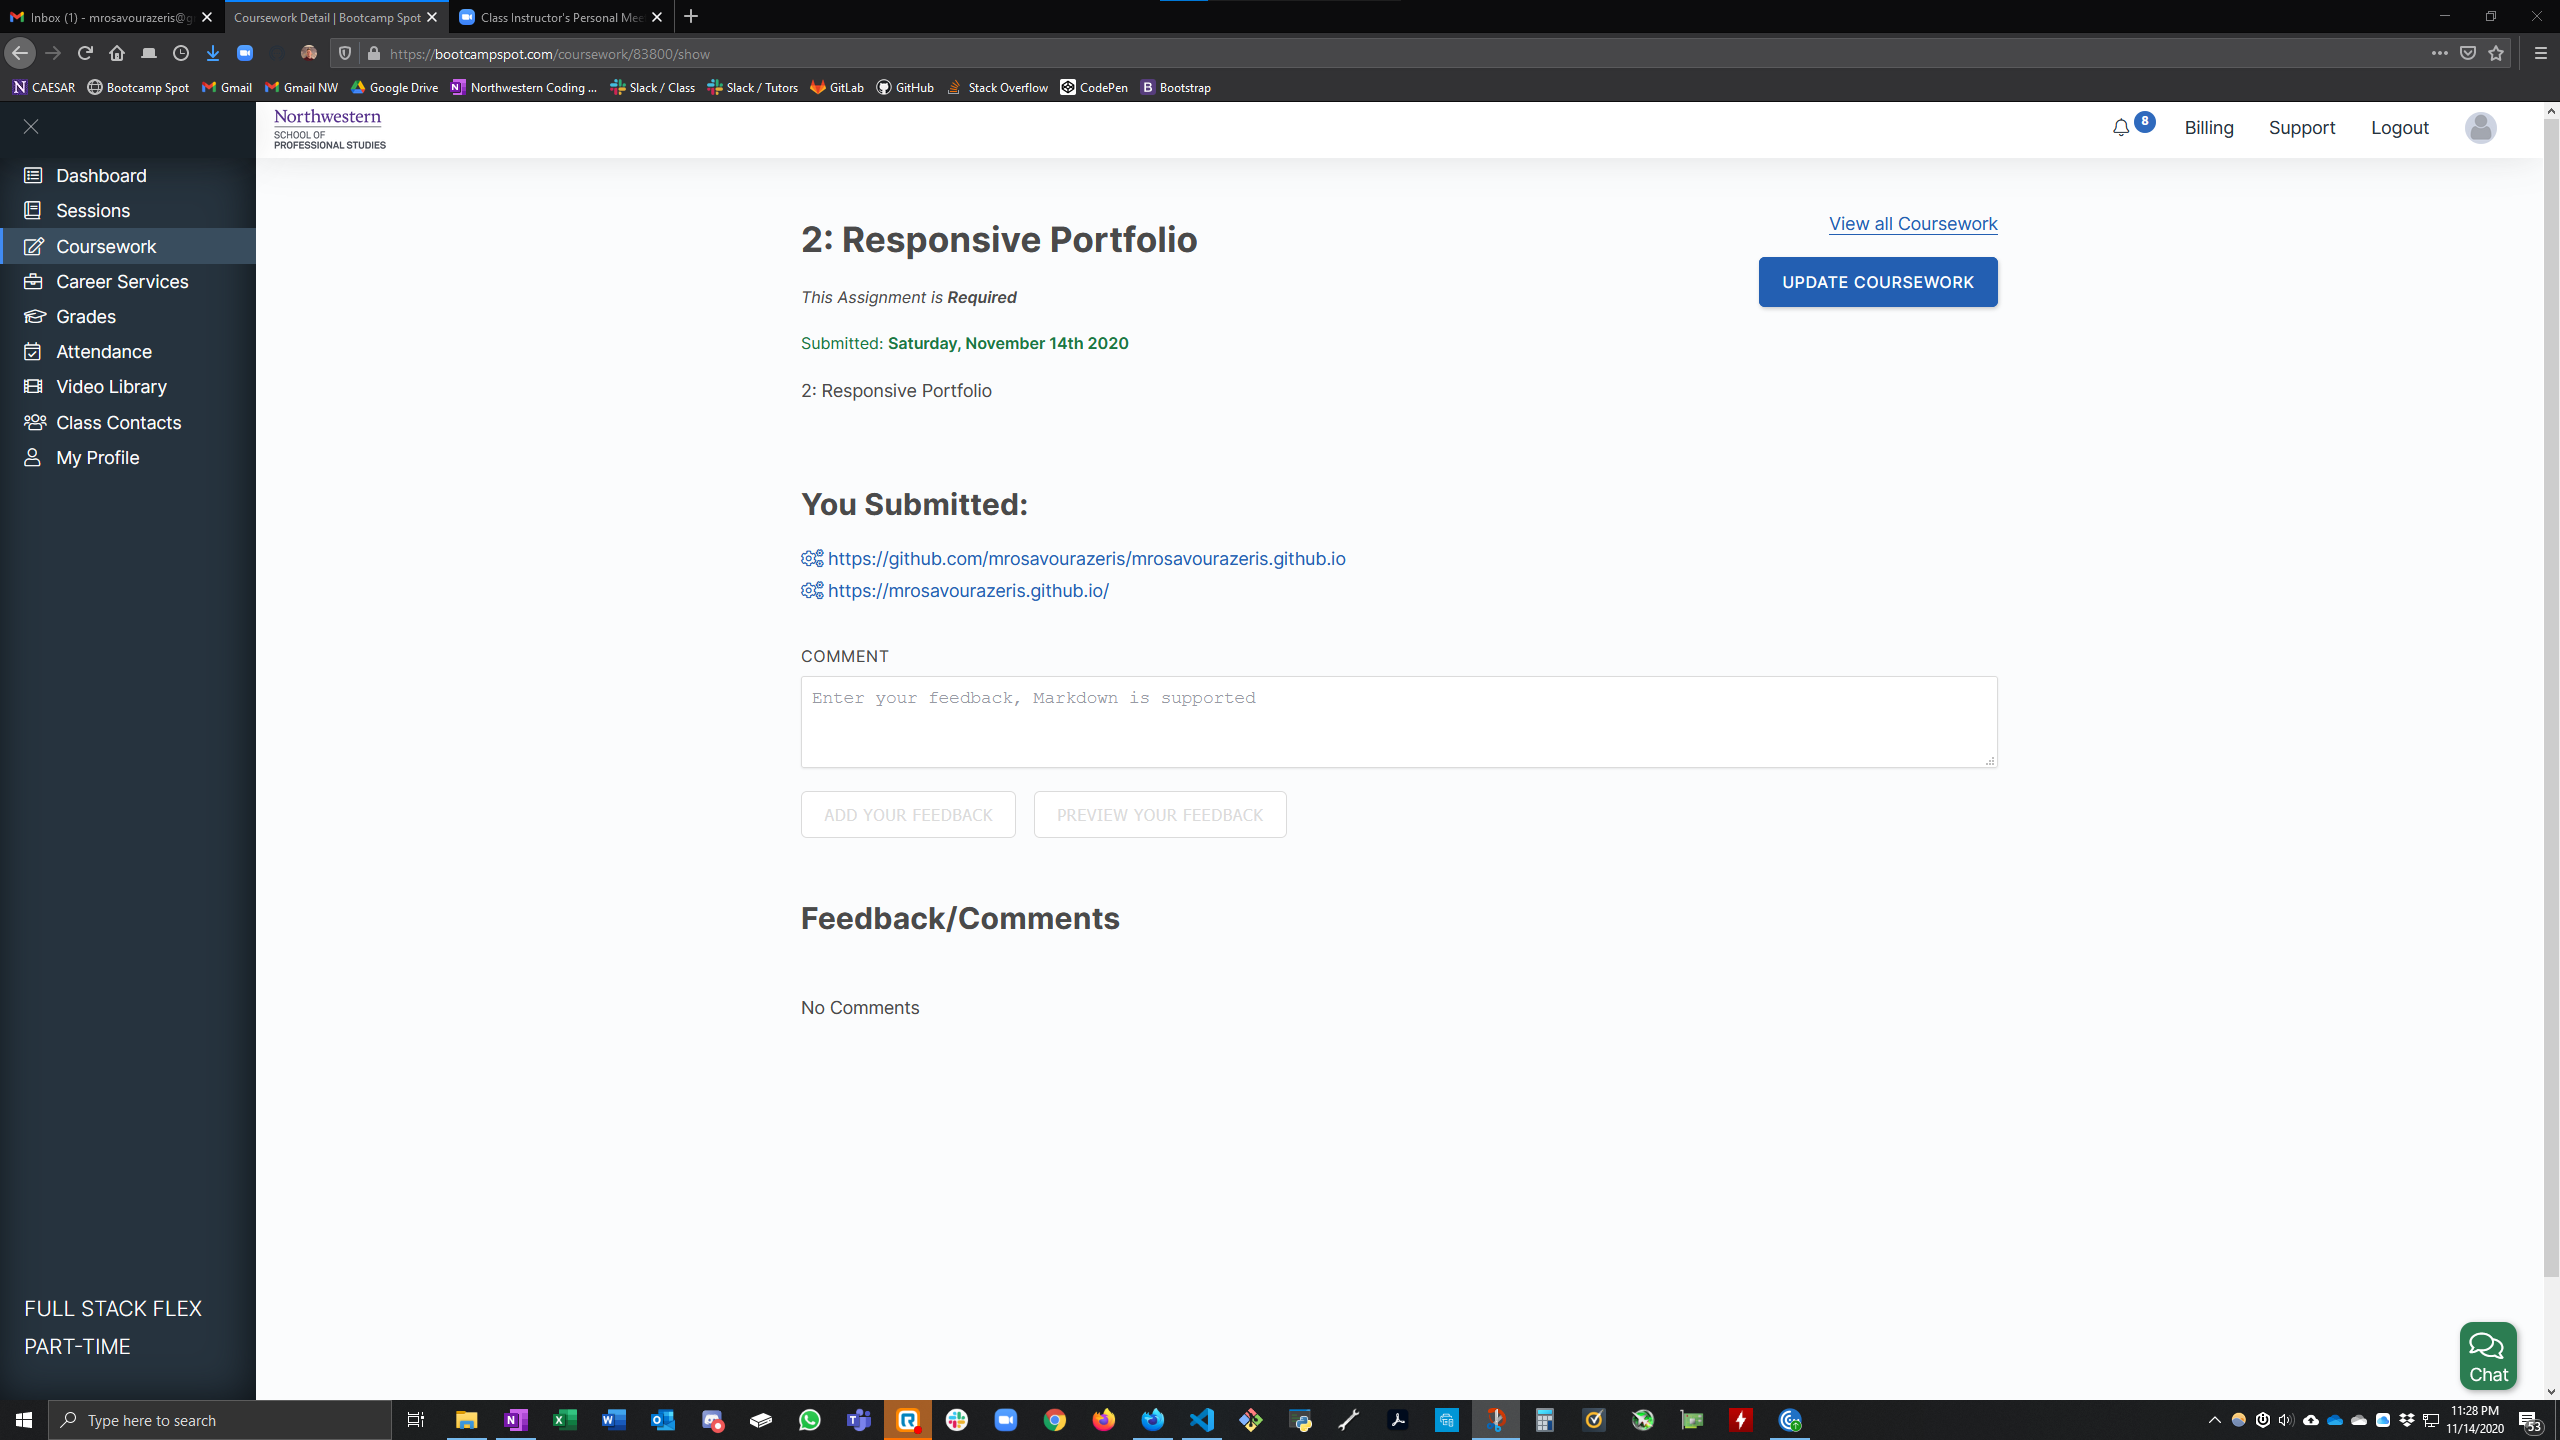 Inbox (1) - mrosavourazeris@g
Coursework Detail | Bootcamp Spot
Class Instructor's Personal Mee
https://bootcampspot.com/coursework/83800/show
CAESAR
Bootcamp Spot
Gmail
Gmail NW
Google Drive
Northwestern Coding ...
Slack / Class
Slack / Tutors
GitLab
GitHub
Stack Overflow
CodePen
Bootstrap
Northwestern
SCHOOL OF
PROFESSIONAL STUDIES
8
Billing
Support
Logout
Dashboard
Sessions
Coursework
Career Services
Grades
Attendance
Video Library
Class Contacts
My Profile
FULL STACK FLEX
PART-TIME
2: Responsive Portfolio
View all Coursework
UPDATE COURSEWORK
This Assignment is Required
Submitted: Saturday, November 14th 2020
2: Responsive Portfolio
You Submitted:
https://github.com/mrosavourazeris/mrosavourazeris.github.io
https://mrosavourazeris.github.io/
COMMENT
Enter your feedback, Markdown is supported
ADD YOUR FEEDBACK
PREVIEW YOUR FEEDBACK
Feedback/Comments
No Comments
Chat
Type here to search
11:28 PM
11/14/2020
53